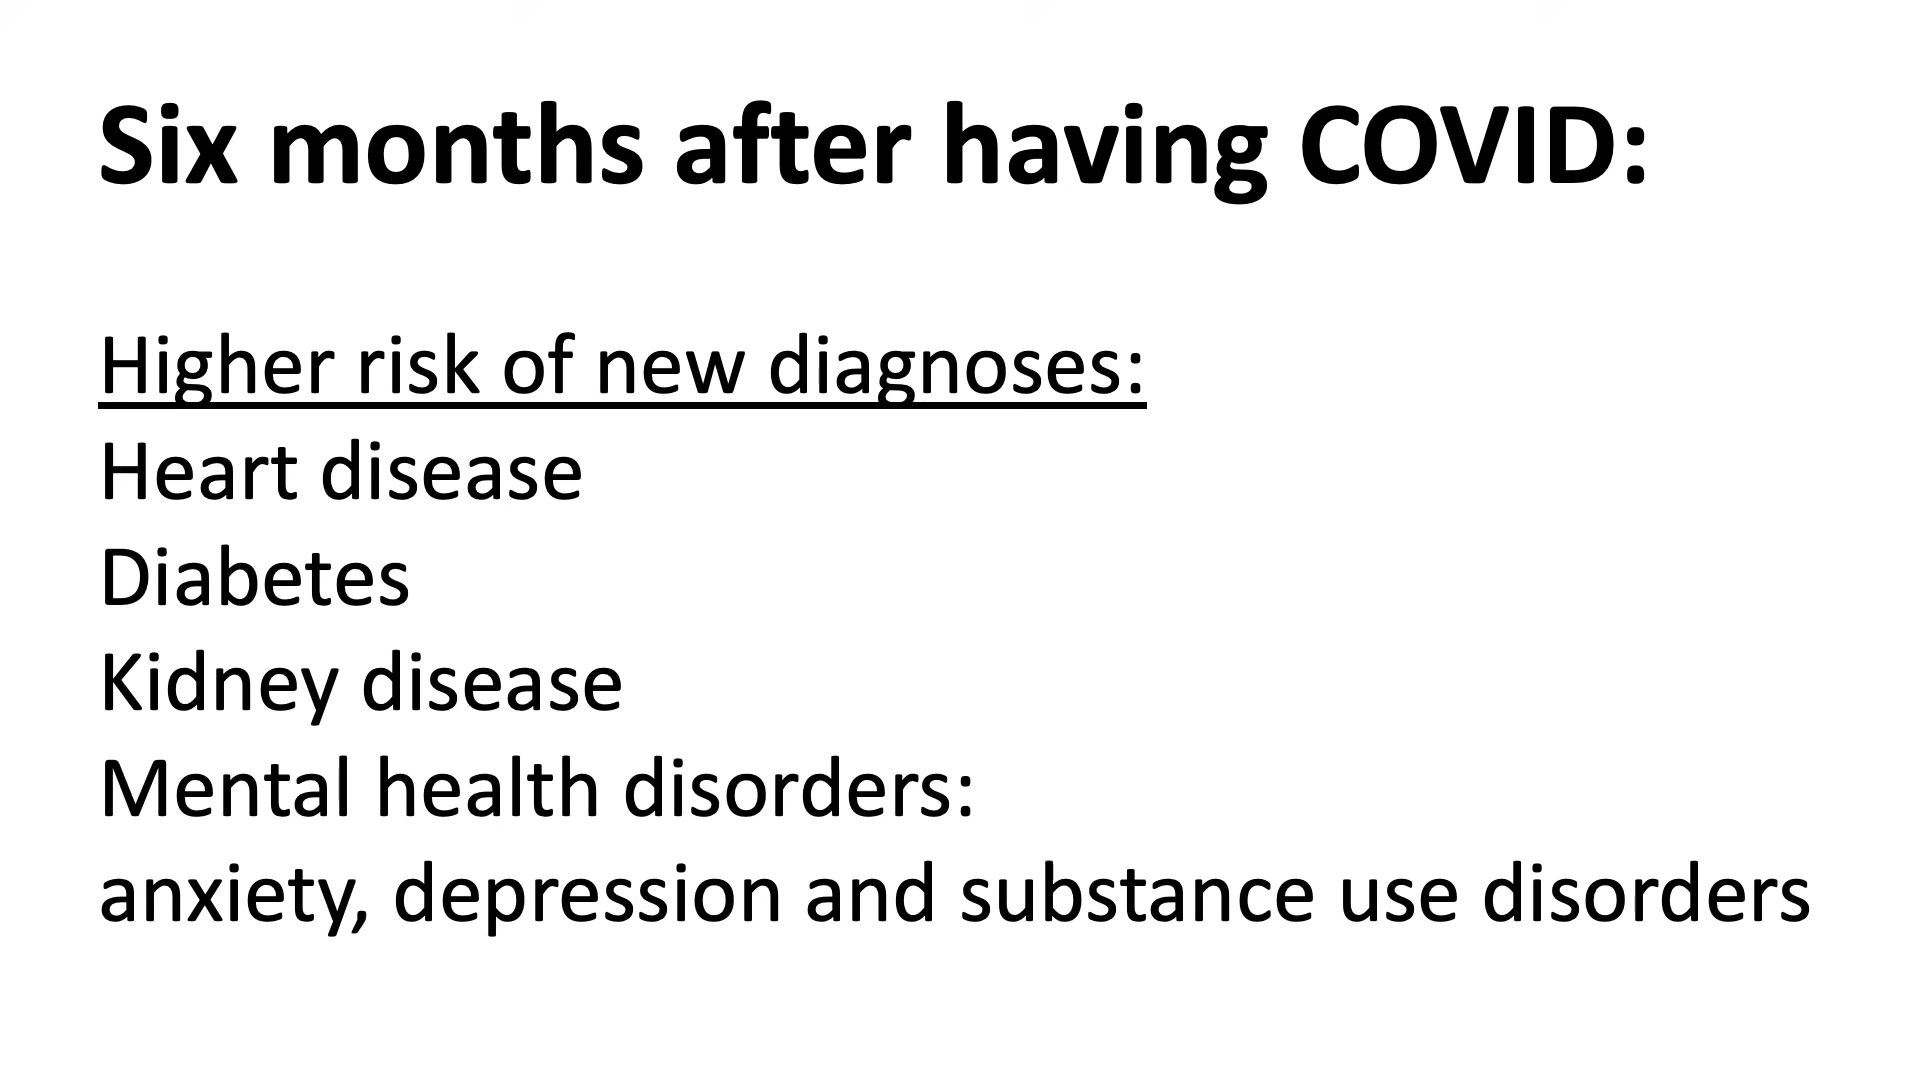 Six months after having COVID:
Higher risk of new diagnoses:
Heart disease
Diabetes
Kidney disease
Mental health disorders:
anxiety, depression and substance use disorders